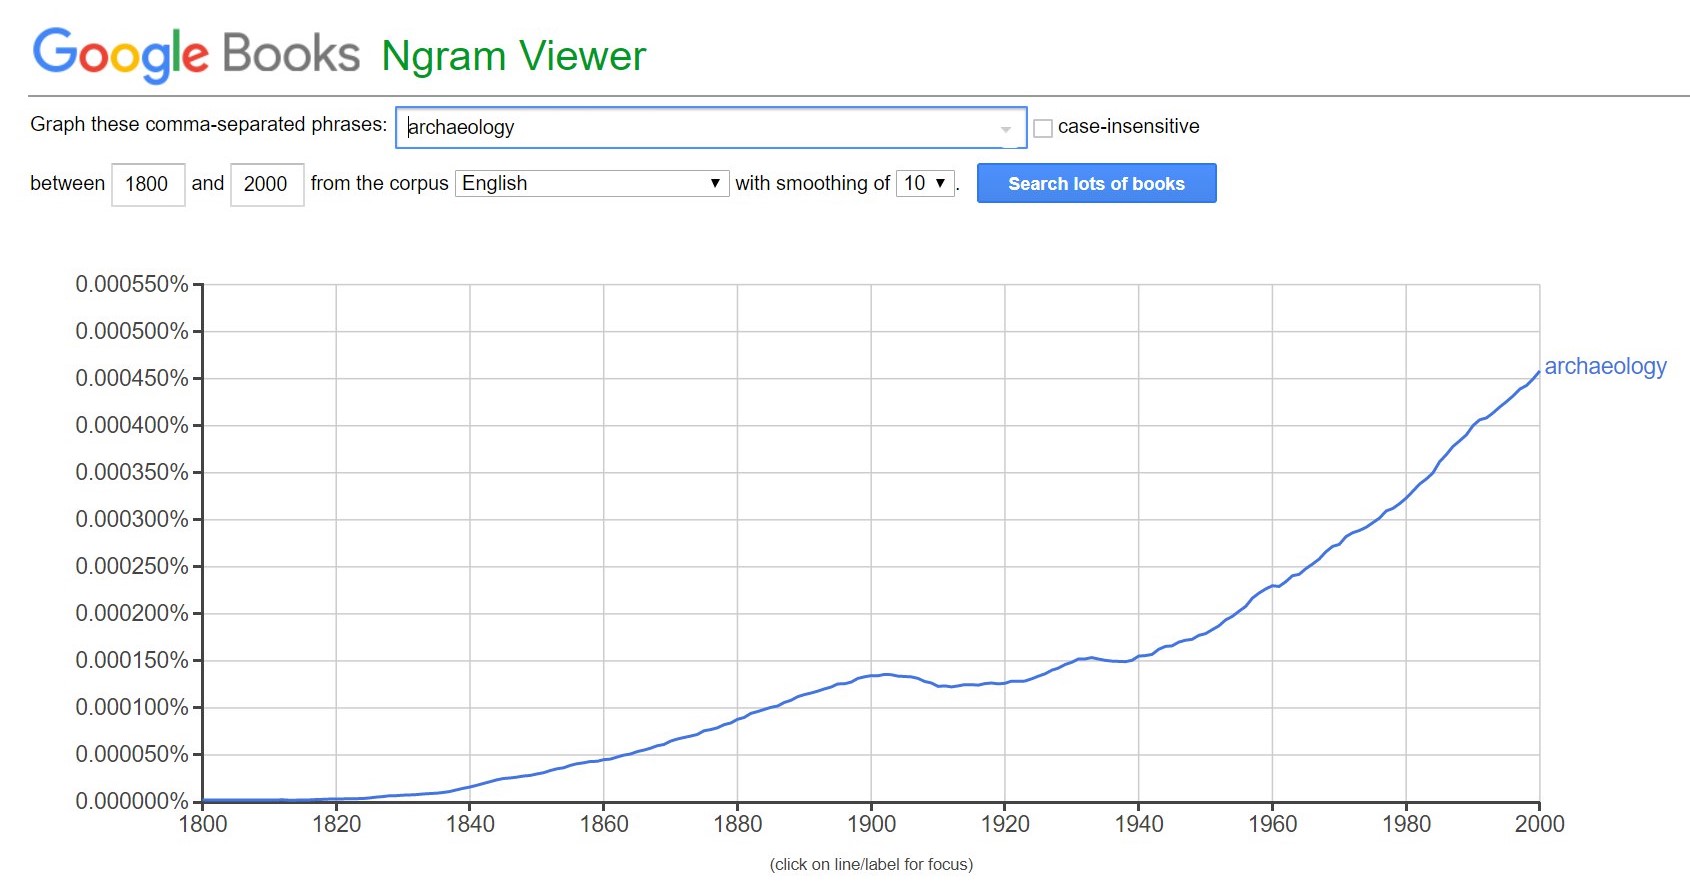 Google Books Ngram Viewer
Graph these comma-separated phrases: archaeology case-insensitive
between 1800 and 2000 from the corpus English with smoothing of 10 . Search lots of books
0.000550%
0.000500%
archaeology
0.000450%
0.000400%
0.000350%
0.000300%
0.000250%
0.000200%
0.000150%
0.000100%
0.000050%
0.000000%
1800 1820 1840 1860 1880 1900 1920 1940 1960 1980 2000
(click on line/label for focus)